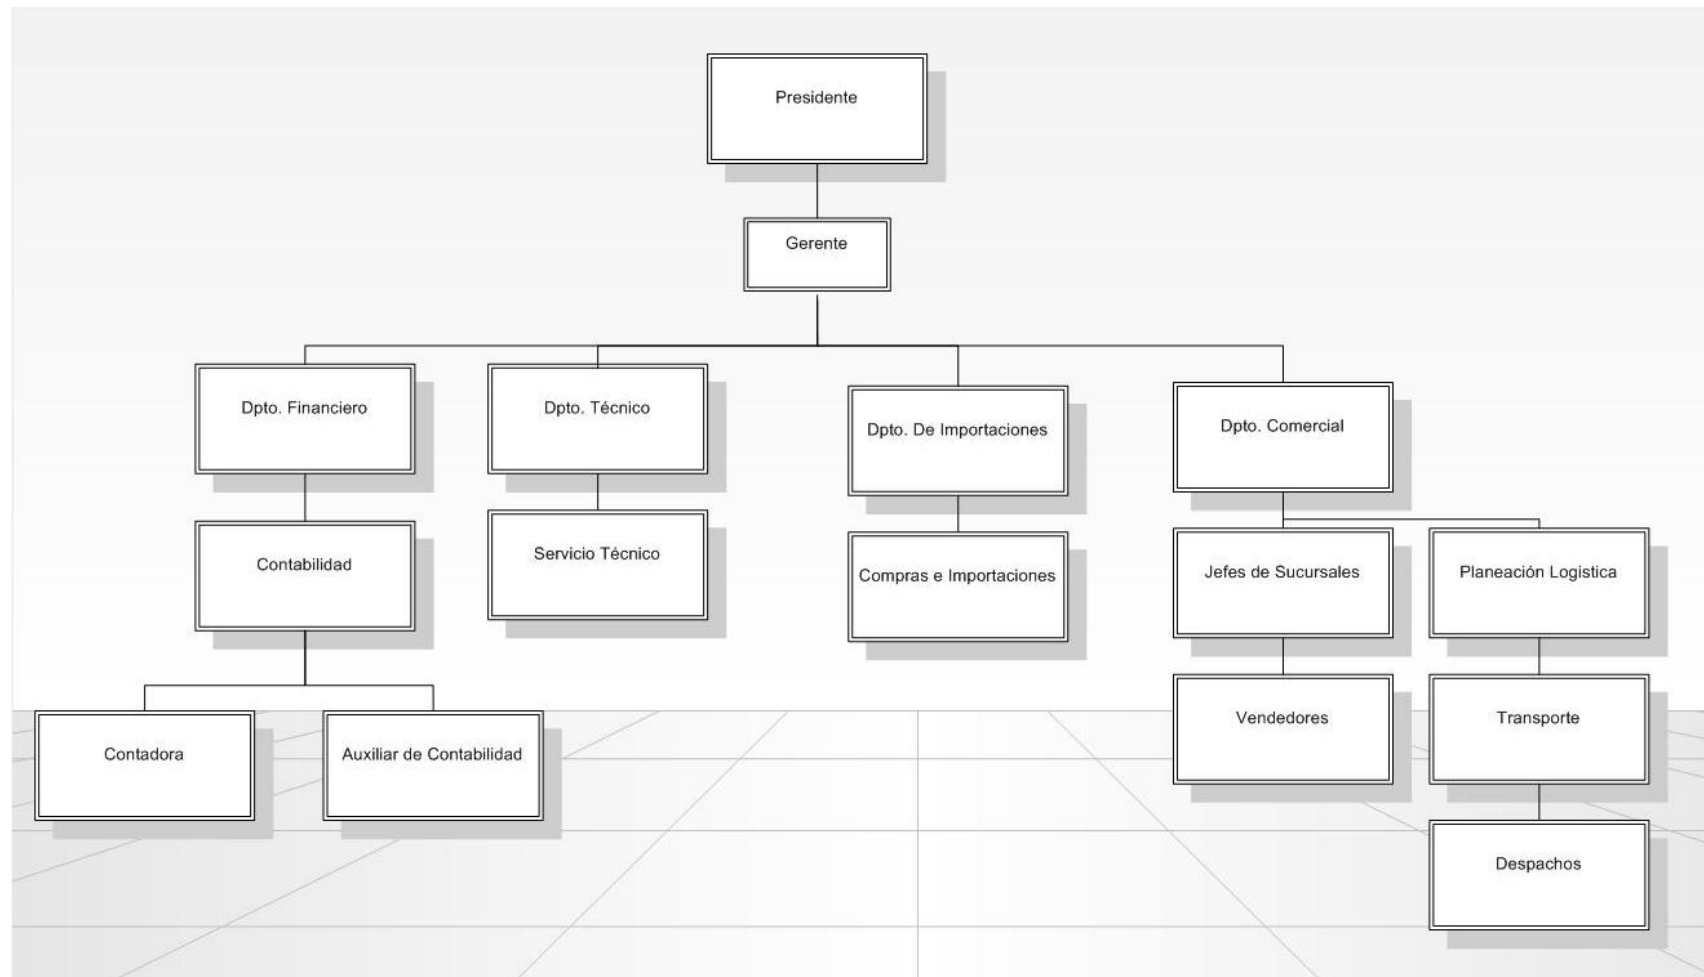 Presidente
Gerente
Dpto. Financiero
Dpto. Técnico
Dpto. De Importaciones
Dpto. Comercial
Contabilidad
Servicio Técnico
Compras e Importaciones
Jefes de Sucursales
Planeación Logistica
Contadora
Auxiliar de Contabilidad
Vendedores
Transporte
Despachos